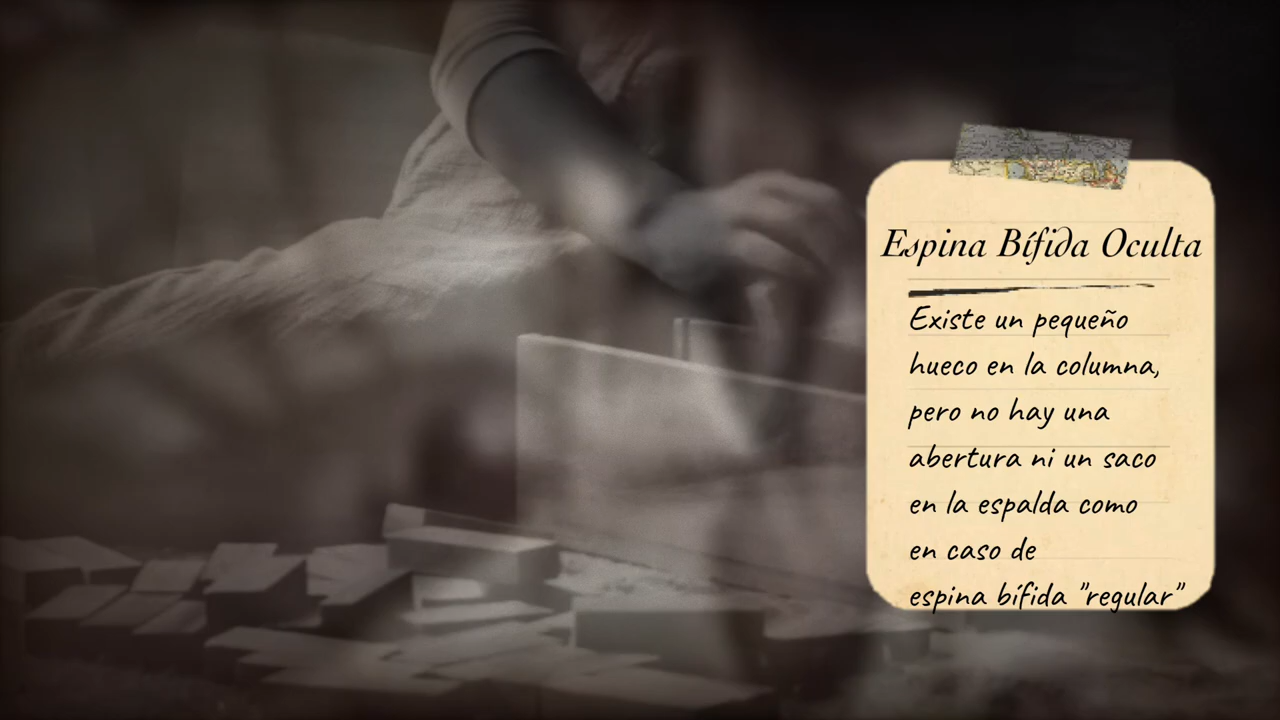 Espina Bífida Oculta
Existe un pequeño
hueco en la columna,
pero no hay una
abertura ni un saco
en la espalda como
en caso de
espina bífida "regular"